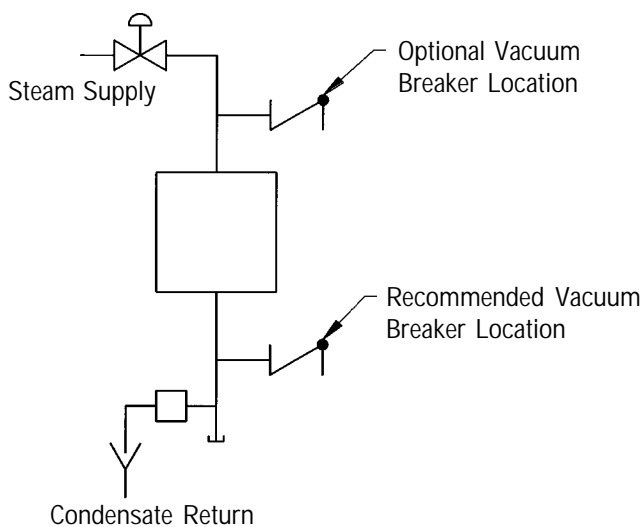 Optional Vacuum
Breaker Location
Steam Supply
Recommended Vacuum
Breaker Location
Condensate Return